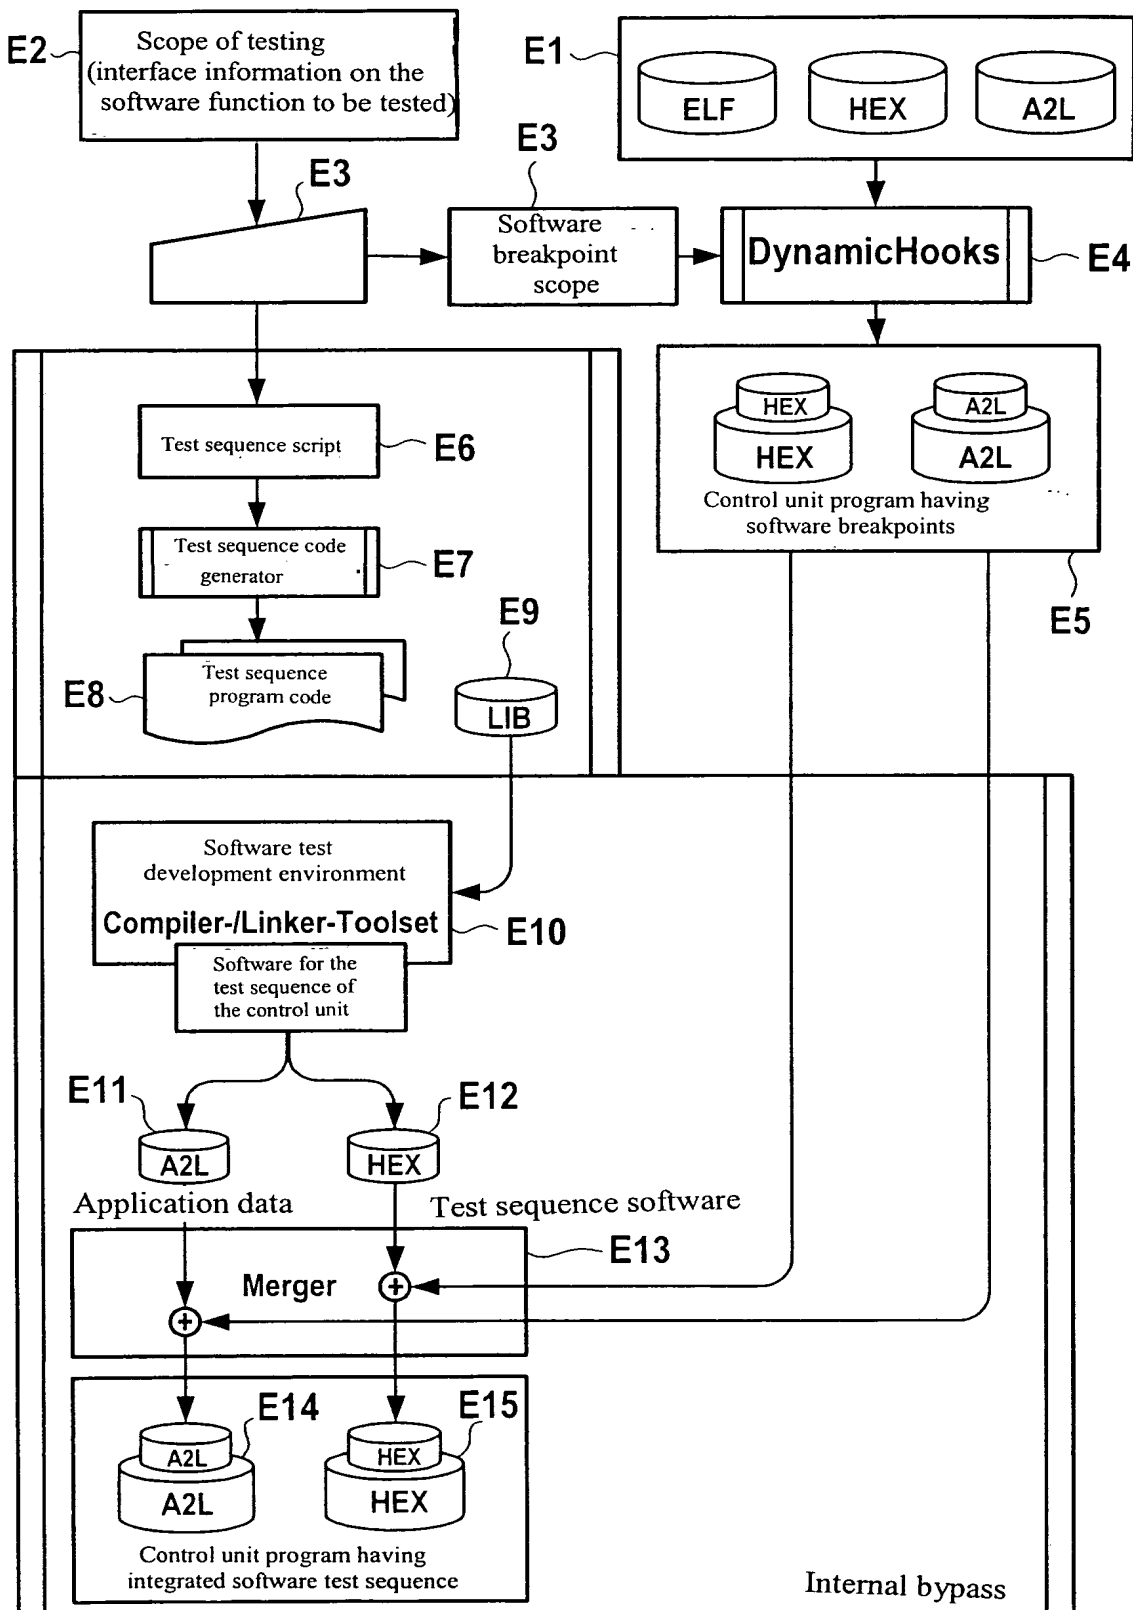 E2
Scope of testing
(interface information on the
software function to be tested)
E1
ELF
HEX
A2L
E3
E3
Software
breakpoint
scope
DynamicHooks
E4
HEX
HEX
A2L
A2L
Control unit program having
software breakpoints
E5
Test sequence script
E6
Test sequence code
generator
E7
E8
Test sequence
program code
E9
LIB
Software test
development environment
Compiler-/Linker-Toolset
E10
Software for the
test sequence of
the control unit
E11
A2L
E12
HEX
Application data
Test sequence software
E13
Merger
E14
A2L
A2L
E15
HEX
HEX
Control unit program having
integrated software test sequence
Internal bypass